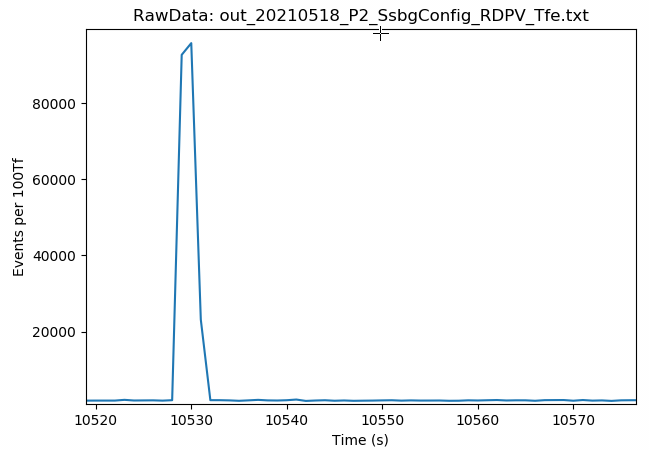 RawData: out_20210518_P2_SsbgConfig_RDPV_Tfe.txt
80000
60000
40000
20000
Events per 100Tf
10520 10530 10540 10550 10560 10570
Time (s)